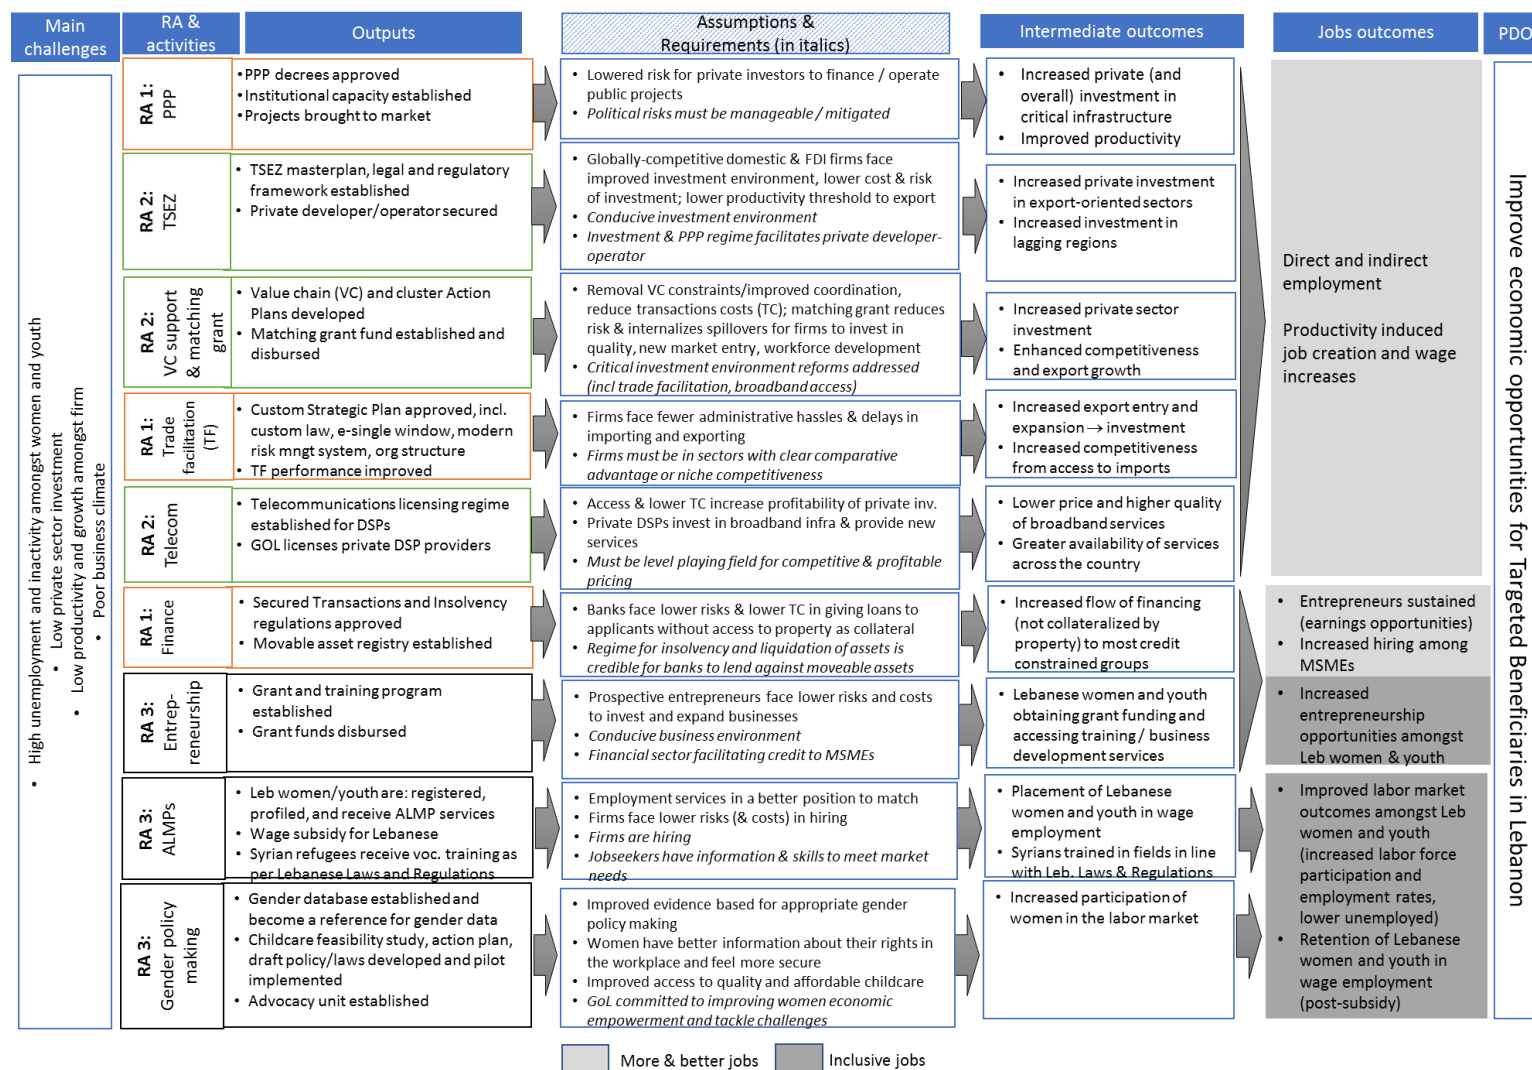 Main
challenges
RA &
activities
Outputs
Assumptions &
Requirements (in italics)
Intermediate outcomes
Jobs outcomes
PDO
• High unemployment and inactivity amongst women and youth
• Low private sector investment
• Low productivity and growth amongst firm
• Poor business climate
RA 1:
PPP
•PPP decrees approved
•Institutional capacity established
•Projects brought to market
• Lowered risk for private investors to finance / operate
public projects
• Political risks must be manageable / mitigated
• Increased private (and
overall) investment in
critical infrastructure
• Improved productivity
RA 2:
TSEZ
• TSEZ masterplan, legal and regulatory
framework established
• Private developer/operator secured
• Globally-competitive domestic & FDI firms face
improved investment environment, lower cost & risk
of investment; lower productivity threshold to export
• Conducive investment environment
• Investment & PPP regime facilitates private developer-
operator
• Increased private investment
in export-oriented sectors
• Increased investment in
lagging regions
RA 2:
VC support
& matching
grant
• Value chain (VC) and cluster Action
Plans developed
• Matching grant fund established and
disbursed
• Removal VC constraints/improved coordination,
reduce transactions costs (TC); matching grant reduces
risk & internalizes spillovers for firms to invest in
quality, new market entry, workforce development
• Critical investment environment reforms addressed
(incl trade facilitation, broadband access)
• Increased private sector
investment
• Enhanced competitiveness
and export growth
RA 1:
Trade
facilitation
(TF)
• Custom Strategic Plan approved, incl.
custom law, e-single window, modern
risk mngt system, org structure
• TF performance improved
• Firms face fewer administrative hassles & delays in
importing and exporting
• Firms must be in sectors with clear comparative
advantage or niche competitiveness
• Increased export entry and
expansion → investment
• Increased competitiveness
from access to imports
RA 2:
Telecom
• Telecommunications licensing regime
established for DSPs
• GOL licenses private DSP providers
• Access & lower TC increase profitability of private inv.
• Private DSPs invest in broadband infra & provide new
services
• Must be level playing field for competitive & profitable
pricing
• Lower price and higher quality
of broadband services
• Greater availability of services
across the country
Direct and indirect
employment
Productivity induced
job creation and wage
increases
RA 1:
Finance
• Secured Transactions and Insolvency
regulations approved
• Movable asset registry established
• Banks face lower risks & lower TC in giving loans to
applicants without access to property as collateral
• Regime for insolvency and liquidation of assets is
credible for banks to lend against moveable assets
• Increased flow of financing
(not collateralized by
property) to most credit
constrained groups
• Entrepreneurs sustained
(earnings opportunities)
• Increased hiring among
MSMEs
RA 3:
Entrep-
reneurship
• Grant and training program
established
• Grant funds disbursed
• Prospective entrepreneurs face lower risks and costs
to invest and expand businesses
• Conducive business environment
• Financial sector facilitating credit to MSMEs
• Lebanese women and youth
obtaining grant funding and
accessing training / business
development services
• Increased
entrepreneurship
opportunities amongst
Leb women & youth
RA 3:
ALMPs
• Leb women/youth are: registered,
profiled, and receive ALMP services
• Wage subsidy for Lebanese
• Syrian refugees receive voc. training as
per Lebanese Laws and Regulations
• Employment services in a better position to match
• Firms face lower risks (& costs) in hiring
• Firms are hiring
• Jobseekers have information & skills to meet market
needs
• Placement of Lebanese
women and youth in wage
employment
• Syrians trained in fields in line
with Leb. Laws & Regulations
• Improved labor market
outcomes amongst Leb
women and youth
(increased labor force
participation and
employment rates,
lower unemployed)
• Retention of Lebanese
women and youth in
wage employment
(post-subsidy)
RA 3:
Gender policy
making
• Gender database established and
become a reference for gender data
• Childcare feasibility study, action plan,
draft policy/laws developed and pilot
implemented
• Advocacy unit established
• Improved evidence based for appropriate gender
policy making
• Women have better information about their rights in
the workplace and feel more secure
• Improved access to quality and affordable childcare
• GoL committed to improving women economic
empowerment and tackle challenges
• Increased participation of
women in the labor market
Improve economic opportunities for Targeted Beneficiaries in Lebanon
More & better jobs
Inclusive jobs